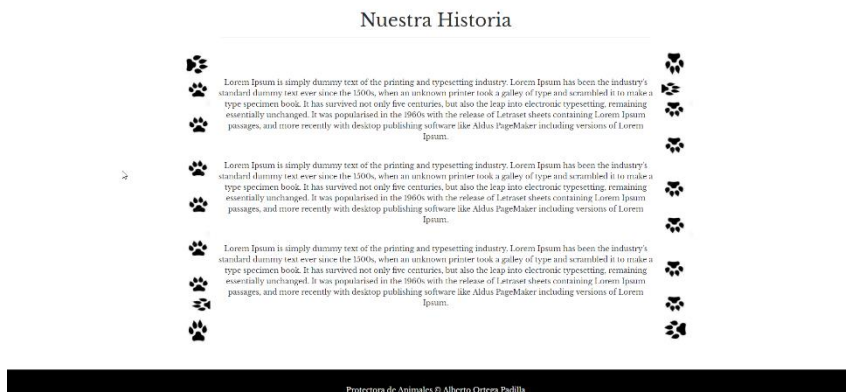 Nuestra Historia
Lorem Ipsum is simply dummy text of the printing and typesetting industry. Lorem Ipsum has been the industry's
standard dummy text ever since the 1500s, when an unknown printer took a galley of type and scrambled it to make a
type specimen book. It has survived not only five centuries, but also the leap into electronic typesetting, remaining
essentially unchanged. It was popularised in the 1960s with the release of Letraset sheets containing Lorem Ipsum
passages, and more recently with desktop publishing software like Aldus PageMaker including versions of Lorem
Ipsum.
Lorem Ipsum is simply dummy text of the printing and typesetting industry. Lorem Ipsum has been the industry's
standard dummy text ever since the 1500s, when an unknown printer took a galley of type and scrambled it to make a
type specimen book. It has survived not only five centuries, but also the leap into electronic typesetting, remaining
essentially unchanged. It was popularised in the 1960s with the release of Letraset sheets containing Lorem Ipsum
passages, and more recently with desktop publishing software like Aldus PageMaker including versions of Lorem
Ipsum.
Lorem Ipsum is simply dummy text of the printing and typesetting industry. Lorem Ipsum has been the industry's
standard dummy text ever since the 1500s, when an unknown printer took a galley of type and scrambled it to make a
type specimen book. It has survived not only five centuries, but also the leap into electronic typesetting, remaining
essentially unchanged. It was popularised in the 1960s with the release of Letraset sheets containing Lorem Ipsum
passages, and more recently with desktop publishing software like Aldus PageMaker including versions of Lorem
Ipsum.
Protectora de Animales © Alberto Ortega Padilla